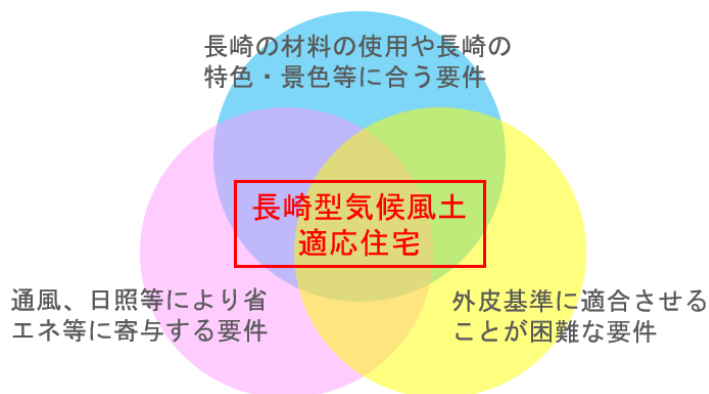 長崎の材料の使用や長崎の
特色・景色等に合う要件
長崎型気候風土
適応住宅
通風、日照等により省
エネ等に寄与する要件
外皮基準に適合させる
ことが困難な要件